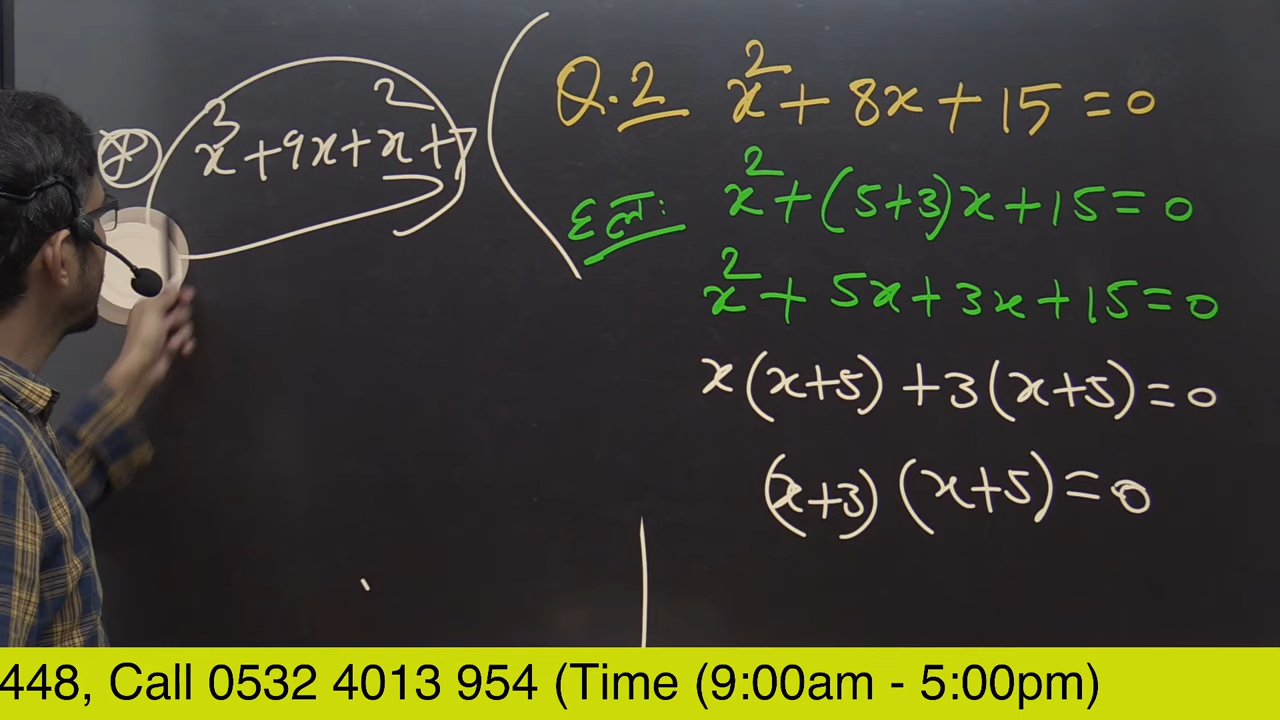 x³+9x+x²+7
Q.2 x²+8x+15=0
हल: x²+(5+3)x+15=0
x²+5x+3x+15=0
x(x+5)+3(x+5)=0
(x+3)(x+5)=0
448, Call 0532 4013 954 (Time (9:00am - 5:00pm)